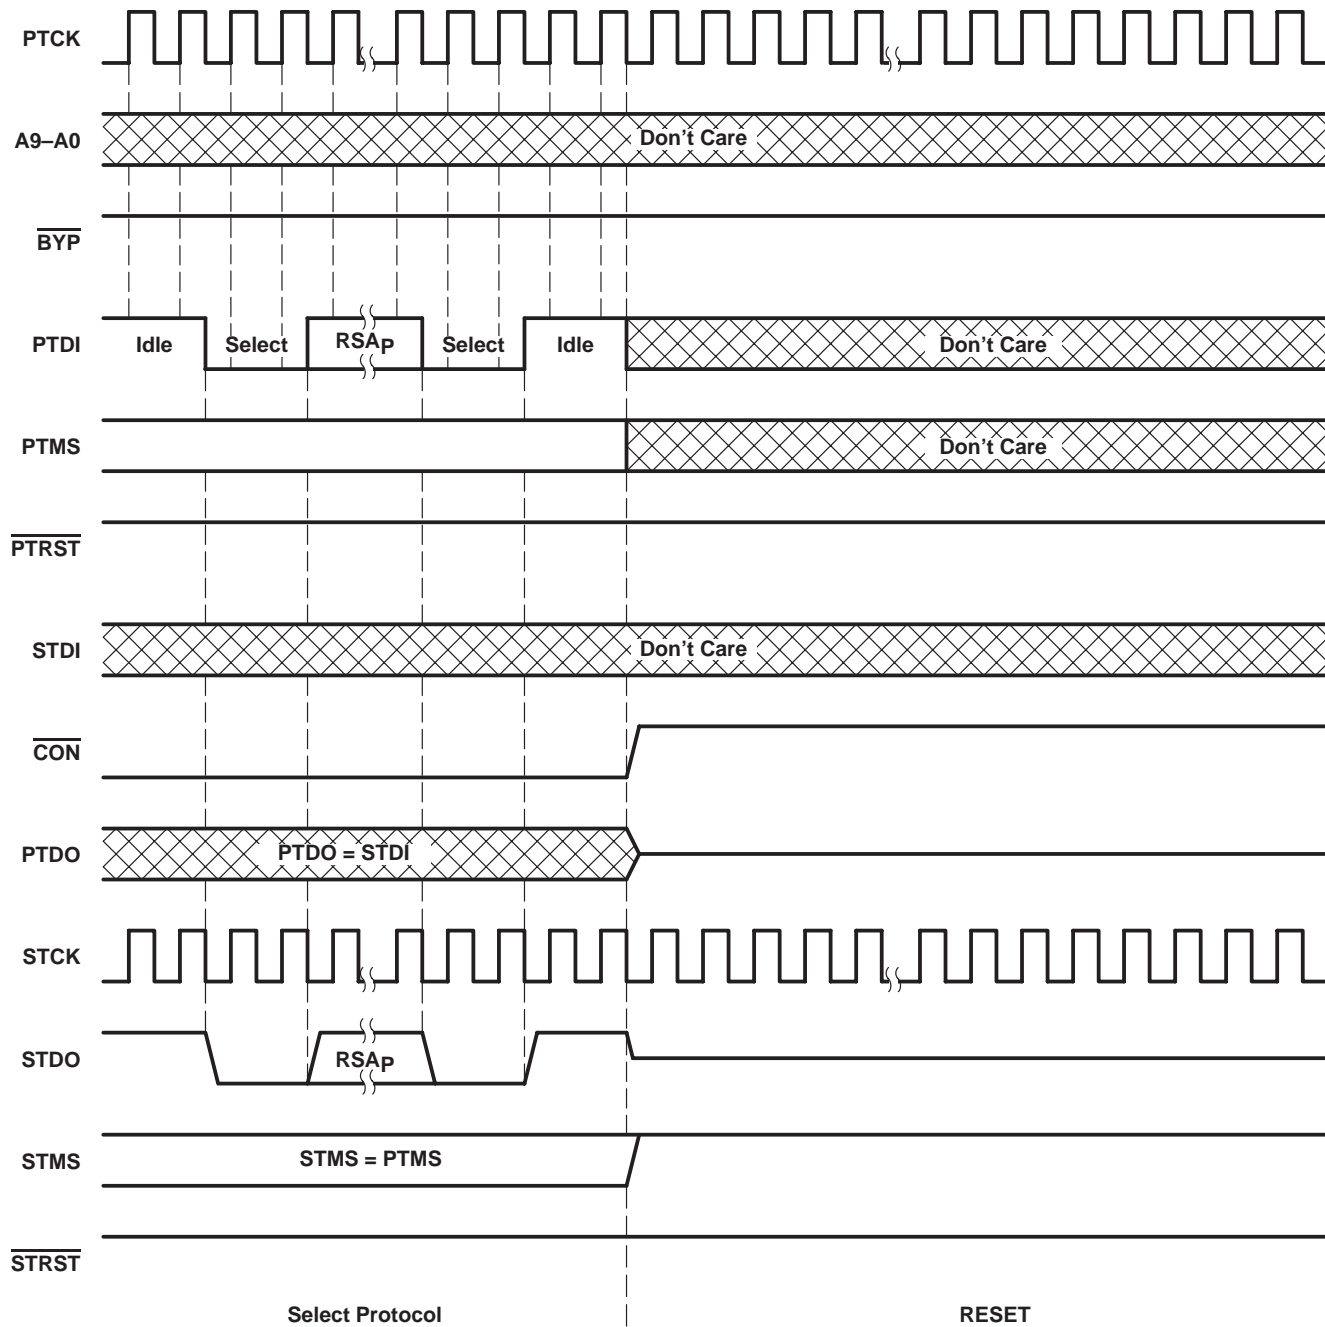 PTCK
A9–A0
Don't Care
BYP
PTDI
Idle
Select
RSAP
Select
Idle
Don't Care
PTMS
Don't Care
PTRST
STDI
Don't Care
CON
PTDO
PTDO = STDI
STCK
STDO
RSAP
STMS
STMS = PTMS
STRST
Select Protocol
RESET